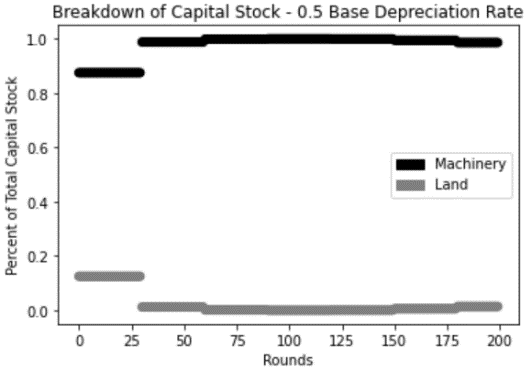 Breakdown of Capital Stock - 0.5 Base Depreciation Rate
Percent of Total Capital Stock
1.0
0.8
0.6
0.4
0.2
0.0
Machinery
Land
0 25 50 75 100 125 150 175 200
Rounds